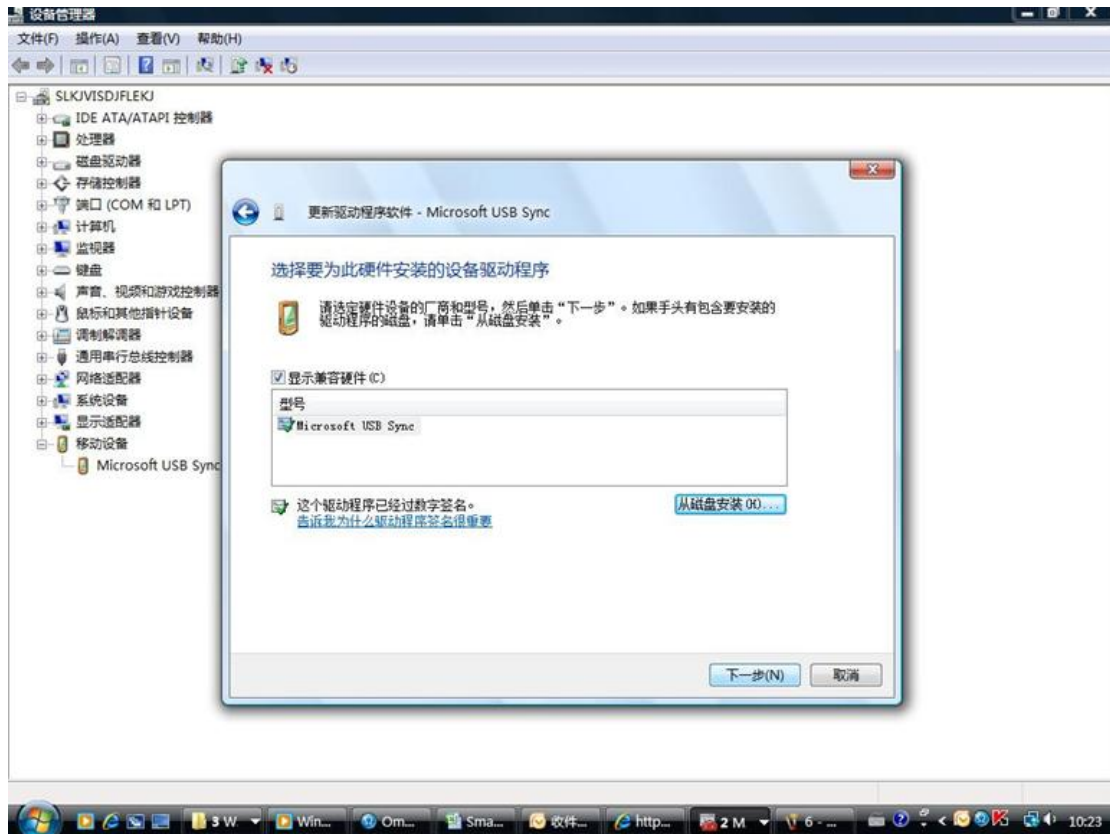 设备管理器
文件(F) 操作(A) 查看(V) 帮助(H)
SLKJVISDJFLEKJ
IDE ATA/ATAPI 控制器
处理器
磁盘驱动器
存储控制器
端口 (COM 和 LPT)
计算机
监视器
键盘
声音、视频和游戏控制器
鼠标和其他指针设备
调制解调器
通用串行总线控制器
网络适配器
系统设备
显示适配器
移动设备
Microsoft USB Sync
更新驱动程序软件 - Microsoft USB Sync
选择要为此硬件安装的设备驱动程序
请选定硬件设备的厂商和型号，然后单击“下一步”。如果手头有包含要安装的
驱动程序的磁盘，请单击“从磁盘安装”。
显示兼容硬件(C)
型号
Microsoft USB Sync
这个驱动程序已经过数字签名。
告诉我为什么驱动程序签名很重要
从磁盘安装(H)...
下一步(N) 取消
3 W. Win... Om... Sma... 收件... http... 2 M 6 - ... 10:23